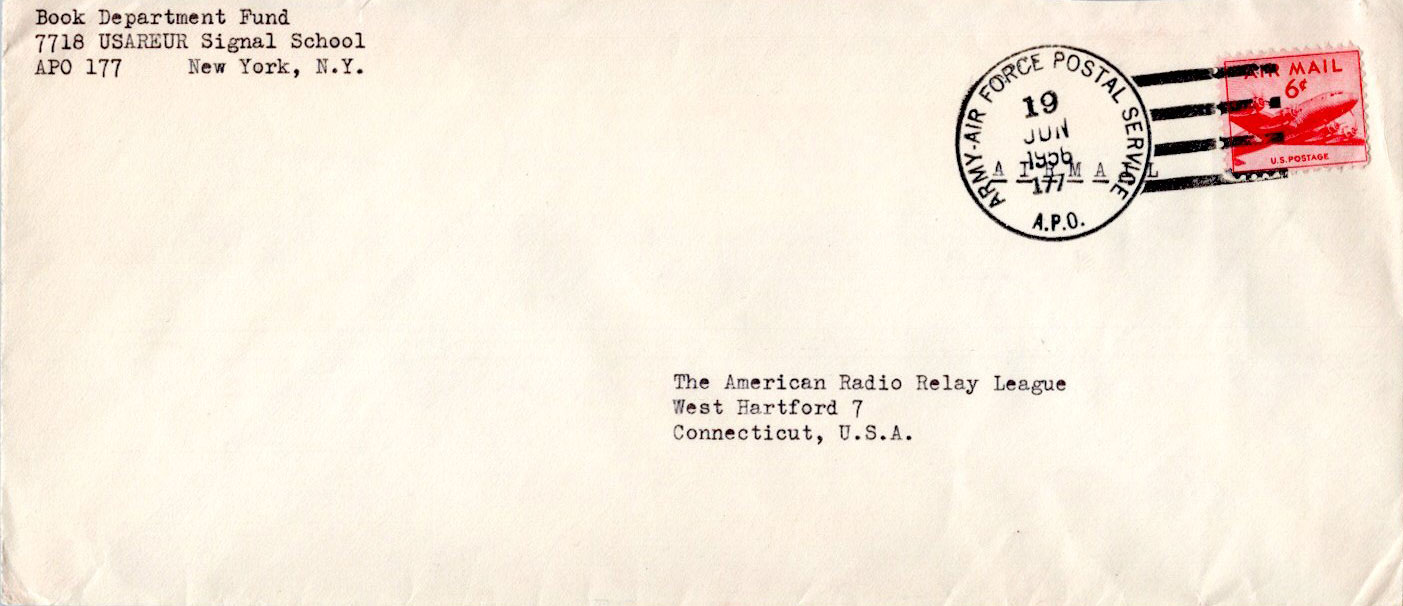 Book Department Fund
7718 USAREUR Signal School
APO 177 New York, N.Y.
ARMY-AIR FORCE POSTAL SERVICE
19
JUN
1956
177
A.P.O.
AIRMAIL
AIR MAIL
6¢
U.S. POSTAGE
The American Radio Relay League
West Hartford 7
Connecticut, U.S.A.